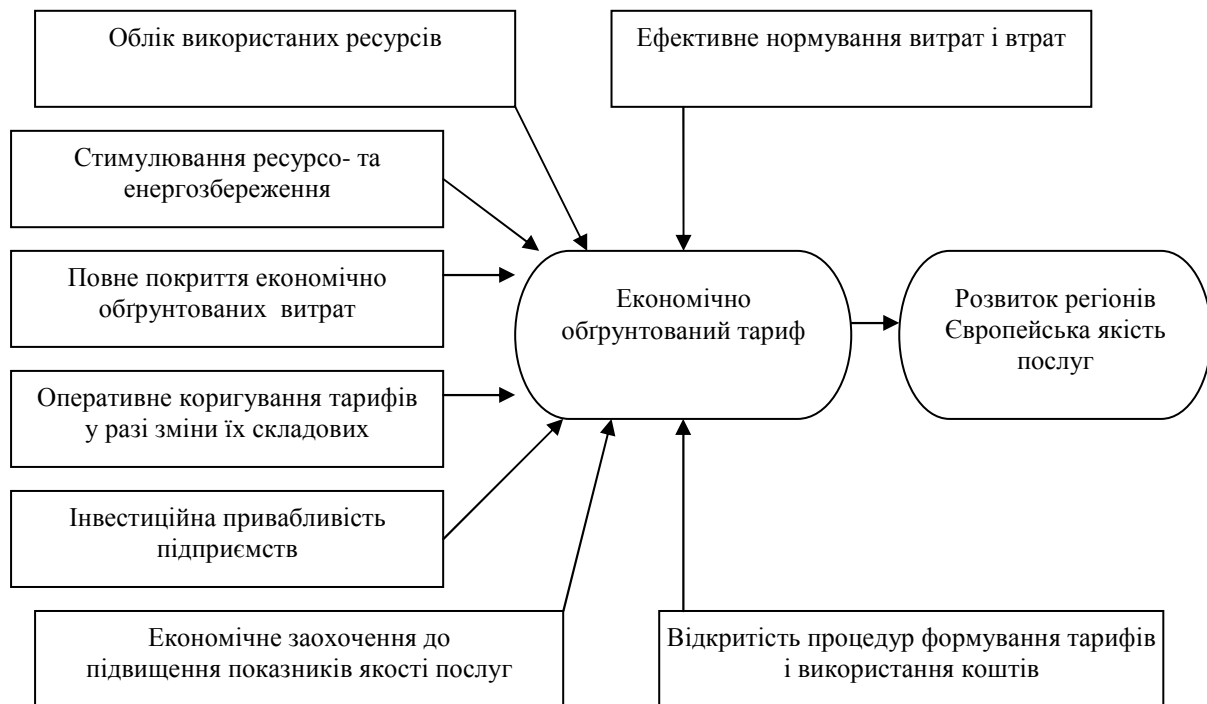 Облік використаних ресурсів
Ефективне нормування витрат і втрат
Стимулювання ресурсо- та
енергозбереження
Повне покриття економічно
обґрунтованих  витрат
Економічно
обґрунтований тариф
Розвиток регіонів
Європейська якість
послуг
Оперативне коригування тарифів
у разі зміни їх складових
Інвестиційна привабливість
підприємств
Економічне заохочення до
підвищення показників якості послуг
Відкритість процедур формування тарифів
і використання коштів